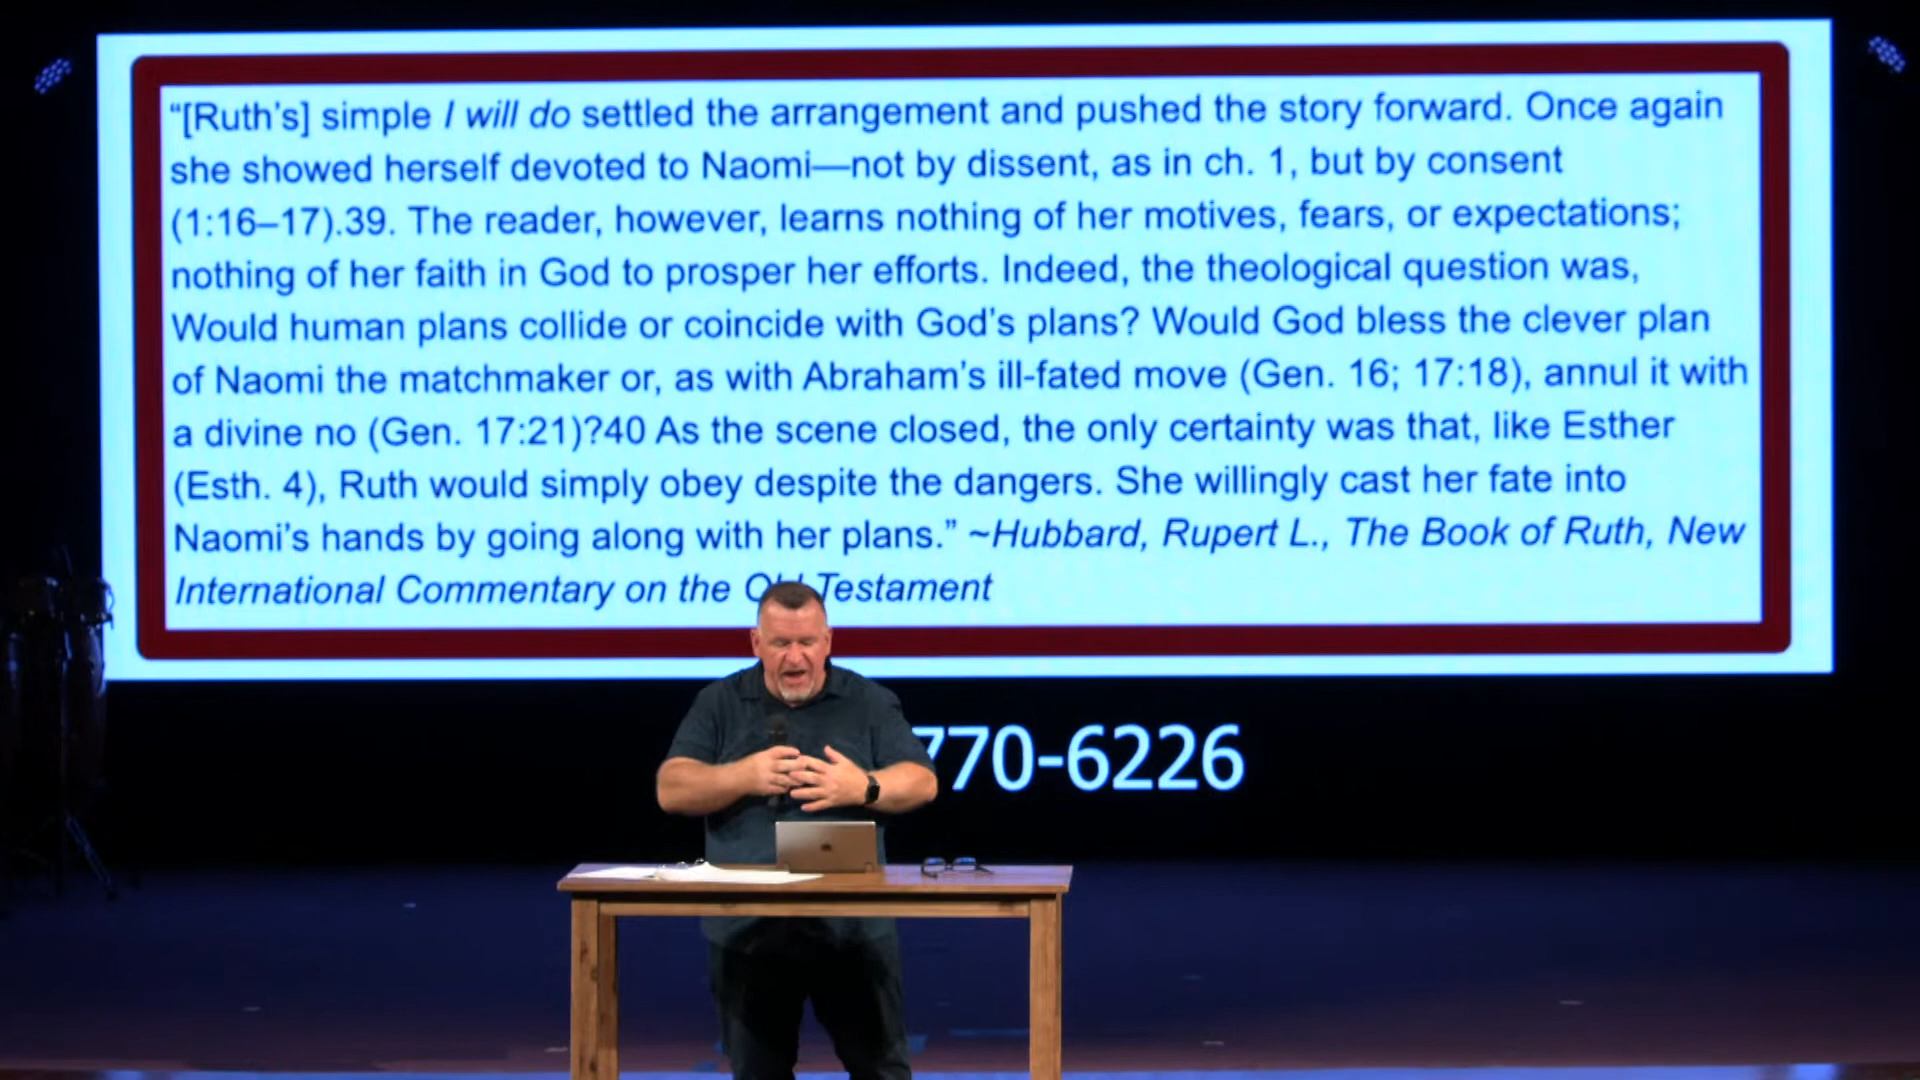 “[Ruth’s] simple I will do settled the arrangement and pushed the story forward. Once again
she showed herself devoted to Naomi—not by dissent, as in ch. 1, but by consent
(1:16–17).39. The reader, however, learns nothing of her motives, fears, or expectations;
nothing of her faith in God to prosper her efforts. Indeed, the theological question was,
Would human plans collide or coincide with God’s plans? Would God bless the clever plan
of Naomi the matchmaker or, as with Abraham’s ill-fated move (Gen. 16; 17:18), annul it with
a divine no (Gen. 17:21)?40 As the scene closed, the only certainty was that, like Esther
(Esth. 4), Ruth would simply obey despite the dangers. She willingly cast her fate into
Naomi’s hands by going along with her plans.” ~Hubbard, Rupert L., The Book of Ruth, New
International Commentary on the Old Testament
770-6226